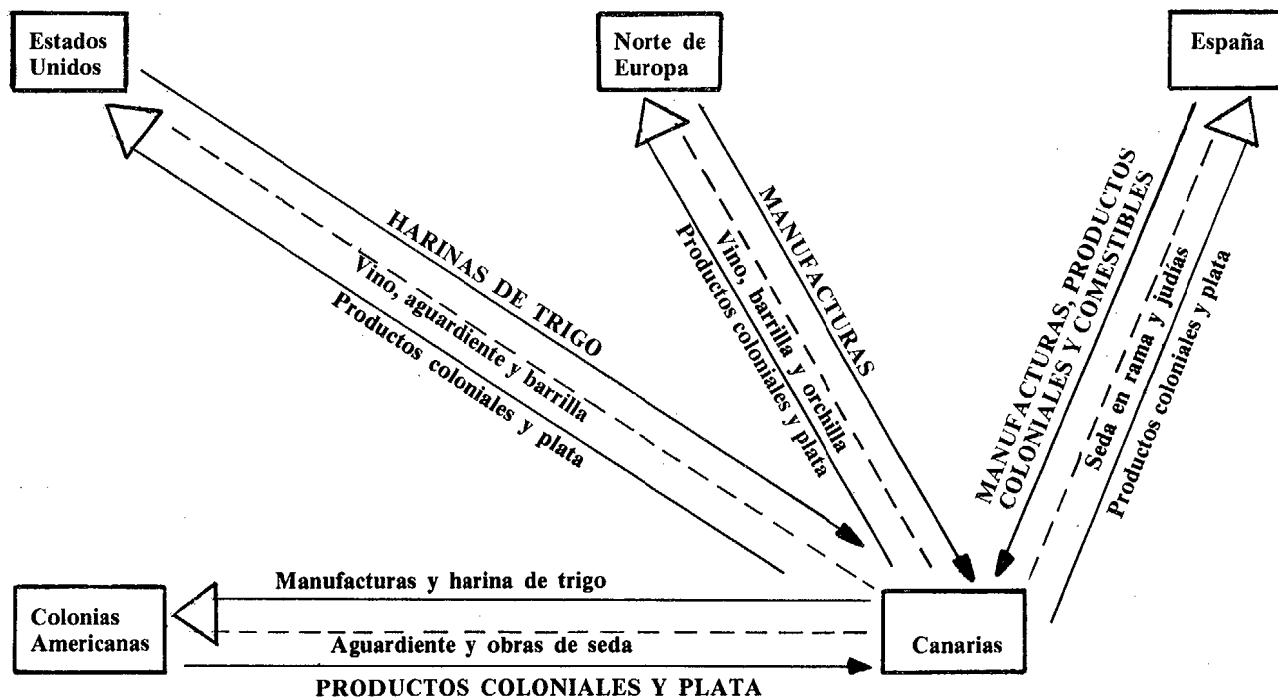 Estados
Unidos
Norte de
Europa
España
HARINAS DE TRIGO
Vino, aguardiente y barrilla
Productos coloniales y plata
MANUFACTURAS
Vino, barrilla y orchilla
Productos coloniales y plata
MANUFACTURAS, PRODUCTOS
COLONIALES Y COMESTIBLES
Seda en rama y judías
Productos coloniales y plata
Manufacturas y harina de trigo
Colonias
Americanas
Aguardiente y obras de seda
PRODUCTOS COLONIALES Y PLATA
Canarias